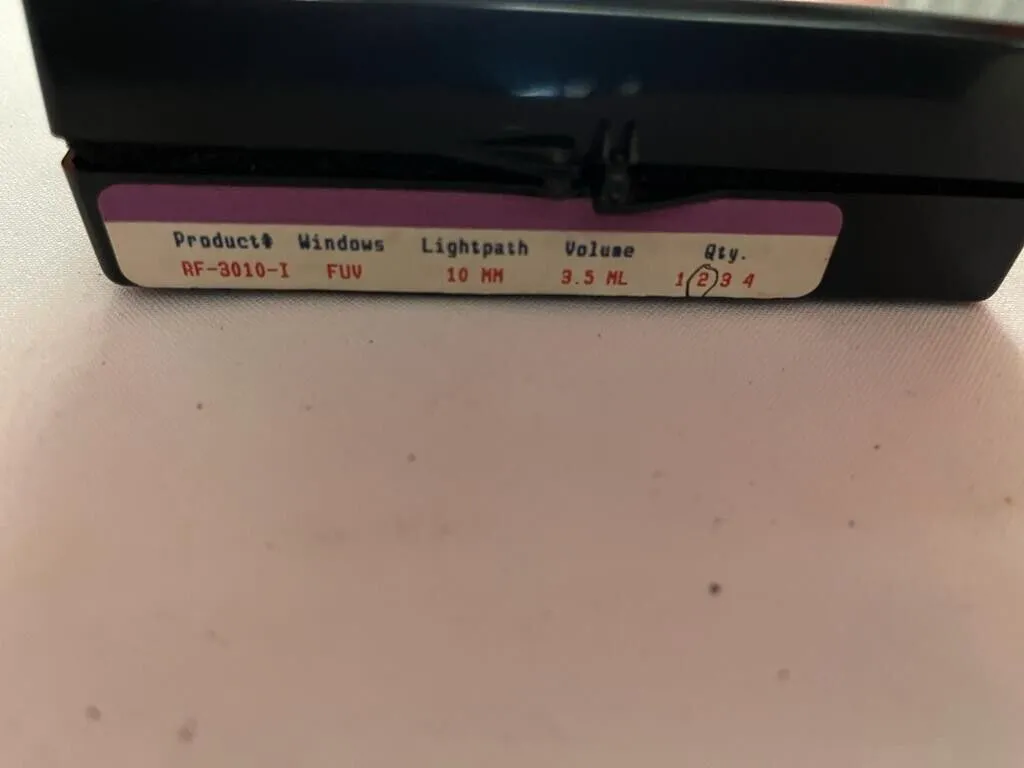 Product# Windows Lightpath Volume Qty.
RF-3010-I FUV 10 MM 3.5 ML 1 2 3 4